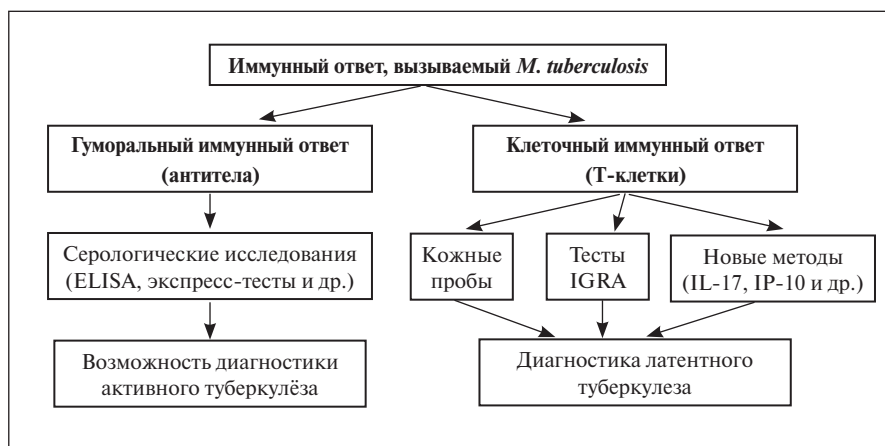 Иммунный ответ, вызываемый M. tuberculosis
Гуморальный иммунный ответ
(антитела)
Клеточный иммунный ответ
(Т-клетки)
Серологические исследования
(ELISA, экспресс-тесты и др.)
Кожные
пробы
Тесты
IGRA
Новые методы
(IL-17, IP-10 и др.)
Возможность диагностики
активного туберкулёза
Диагностика латентного
туберкулеза